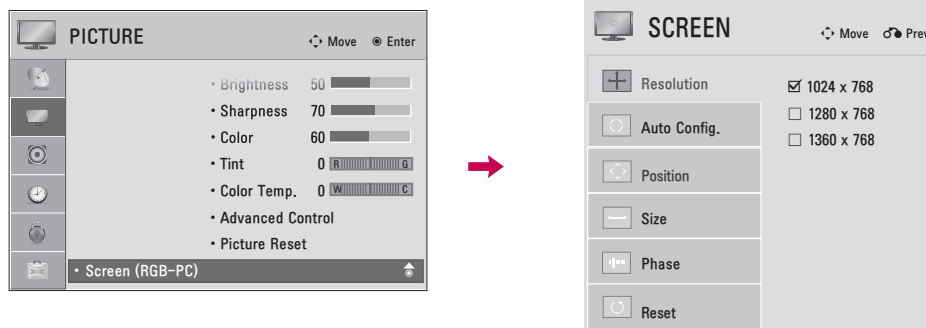 PICTURE
Move Enter
• Brightness 50
• Sharpness 70
• Color 60
• Tint 0 R G
• Color Temp. 0 W C
• Advanced Control
• Picture Reset
• Screen (RGB-PC)
SCREEN
Move Prev
Resolution
☑ 1024 x 768
☐ 1280 x 768
☐ 1360 x 768
Auto Config.
Position
Size
Phase
Reset